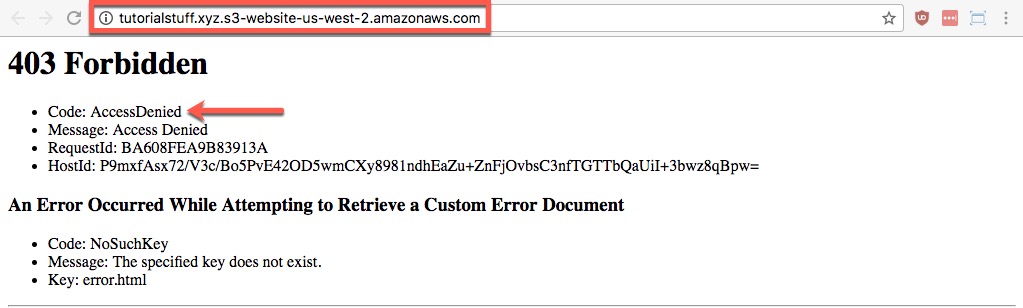 tutorialstuff.xyz.s3-website-us-west-2.amazonaws.com
403 Forbidden
Code: AccessDenied
Message: Access Denied
RequestId: BA608FEA9B83913A
HostId: P9mxfAsx72/V3c/Bo5PvE42OD5wmCXy8981ndhEaZu+ZnFjOvbsC3nfTGTTbQaUiI+3bwz8qBpw=
An Error Occurred While Attempting to Retrieve a Custom Error Document
Code: NoSuchKey
Message: The specified key does not exist.
Key: error.html